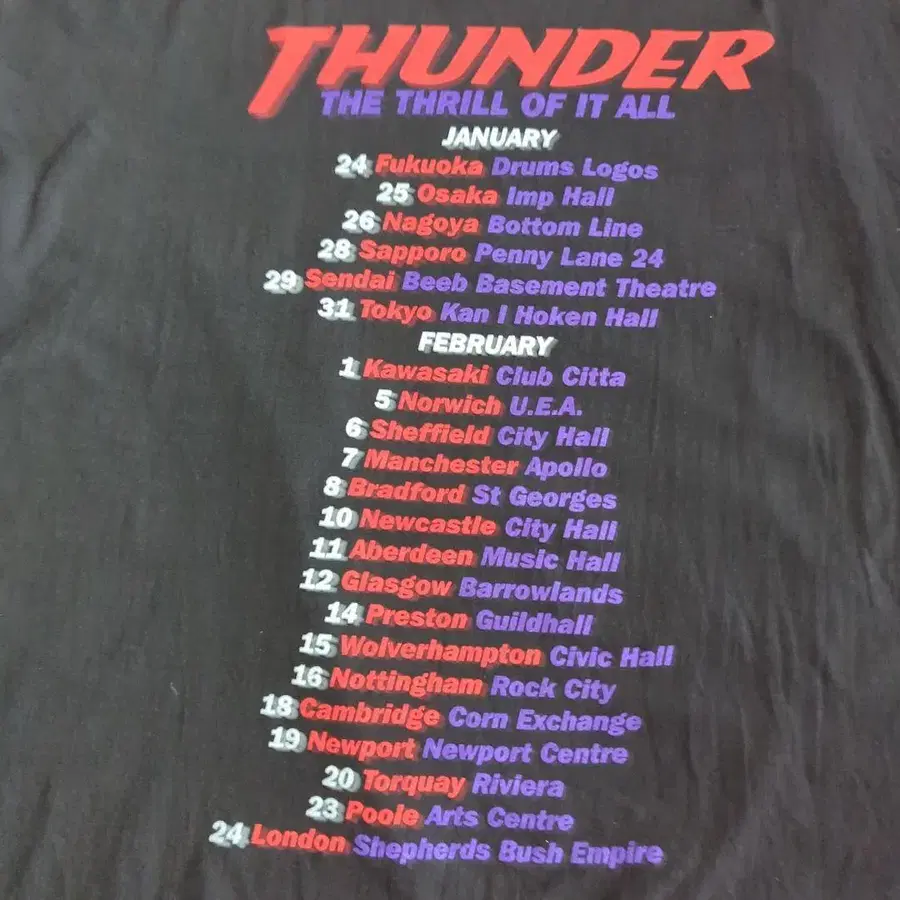 THUNDER
THE THRILL OF IT ALL
JANUARY
24 Fukuoka Drums Logos
25 Osaka Imp Hall
26 Nagoya Bottom Line
28 Sapporo Penny Lane 24
29 Sendai Beeb Basement Theatre
31 Tokyo Kan I Hoken Hall
FEBRUARY
1 Kawasaki Club Citta
5 Norwich U.E.A.
6 Sheffield City Hall
7 Manchester Apollo
8 Bradford St Georges
10 Newcastle City Hall
11 Aberdeen Music Hall
12 Glasgow Barrowlands
14 Preston Guildhall
15 Wolverhampton Civic Hall
16 Nottingham Rock City
18 Cambridge Corn Exchange
19 Newport Newport Centre
20 Torquay Riviera
23 Poole Arts Centre
24 London Shepherds Bush Empire